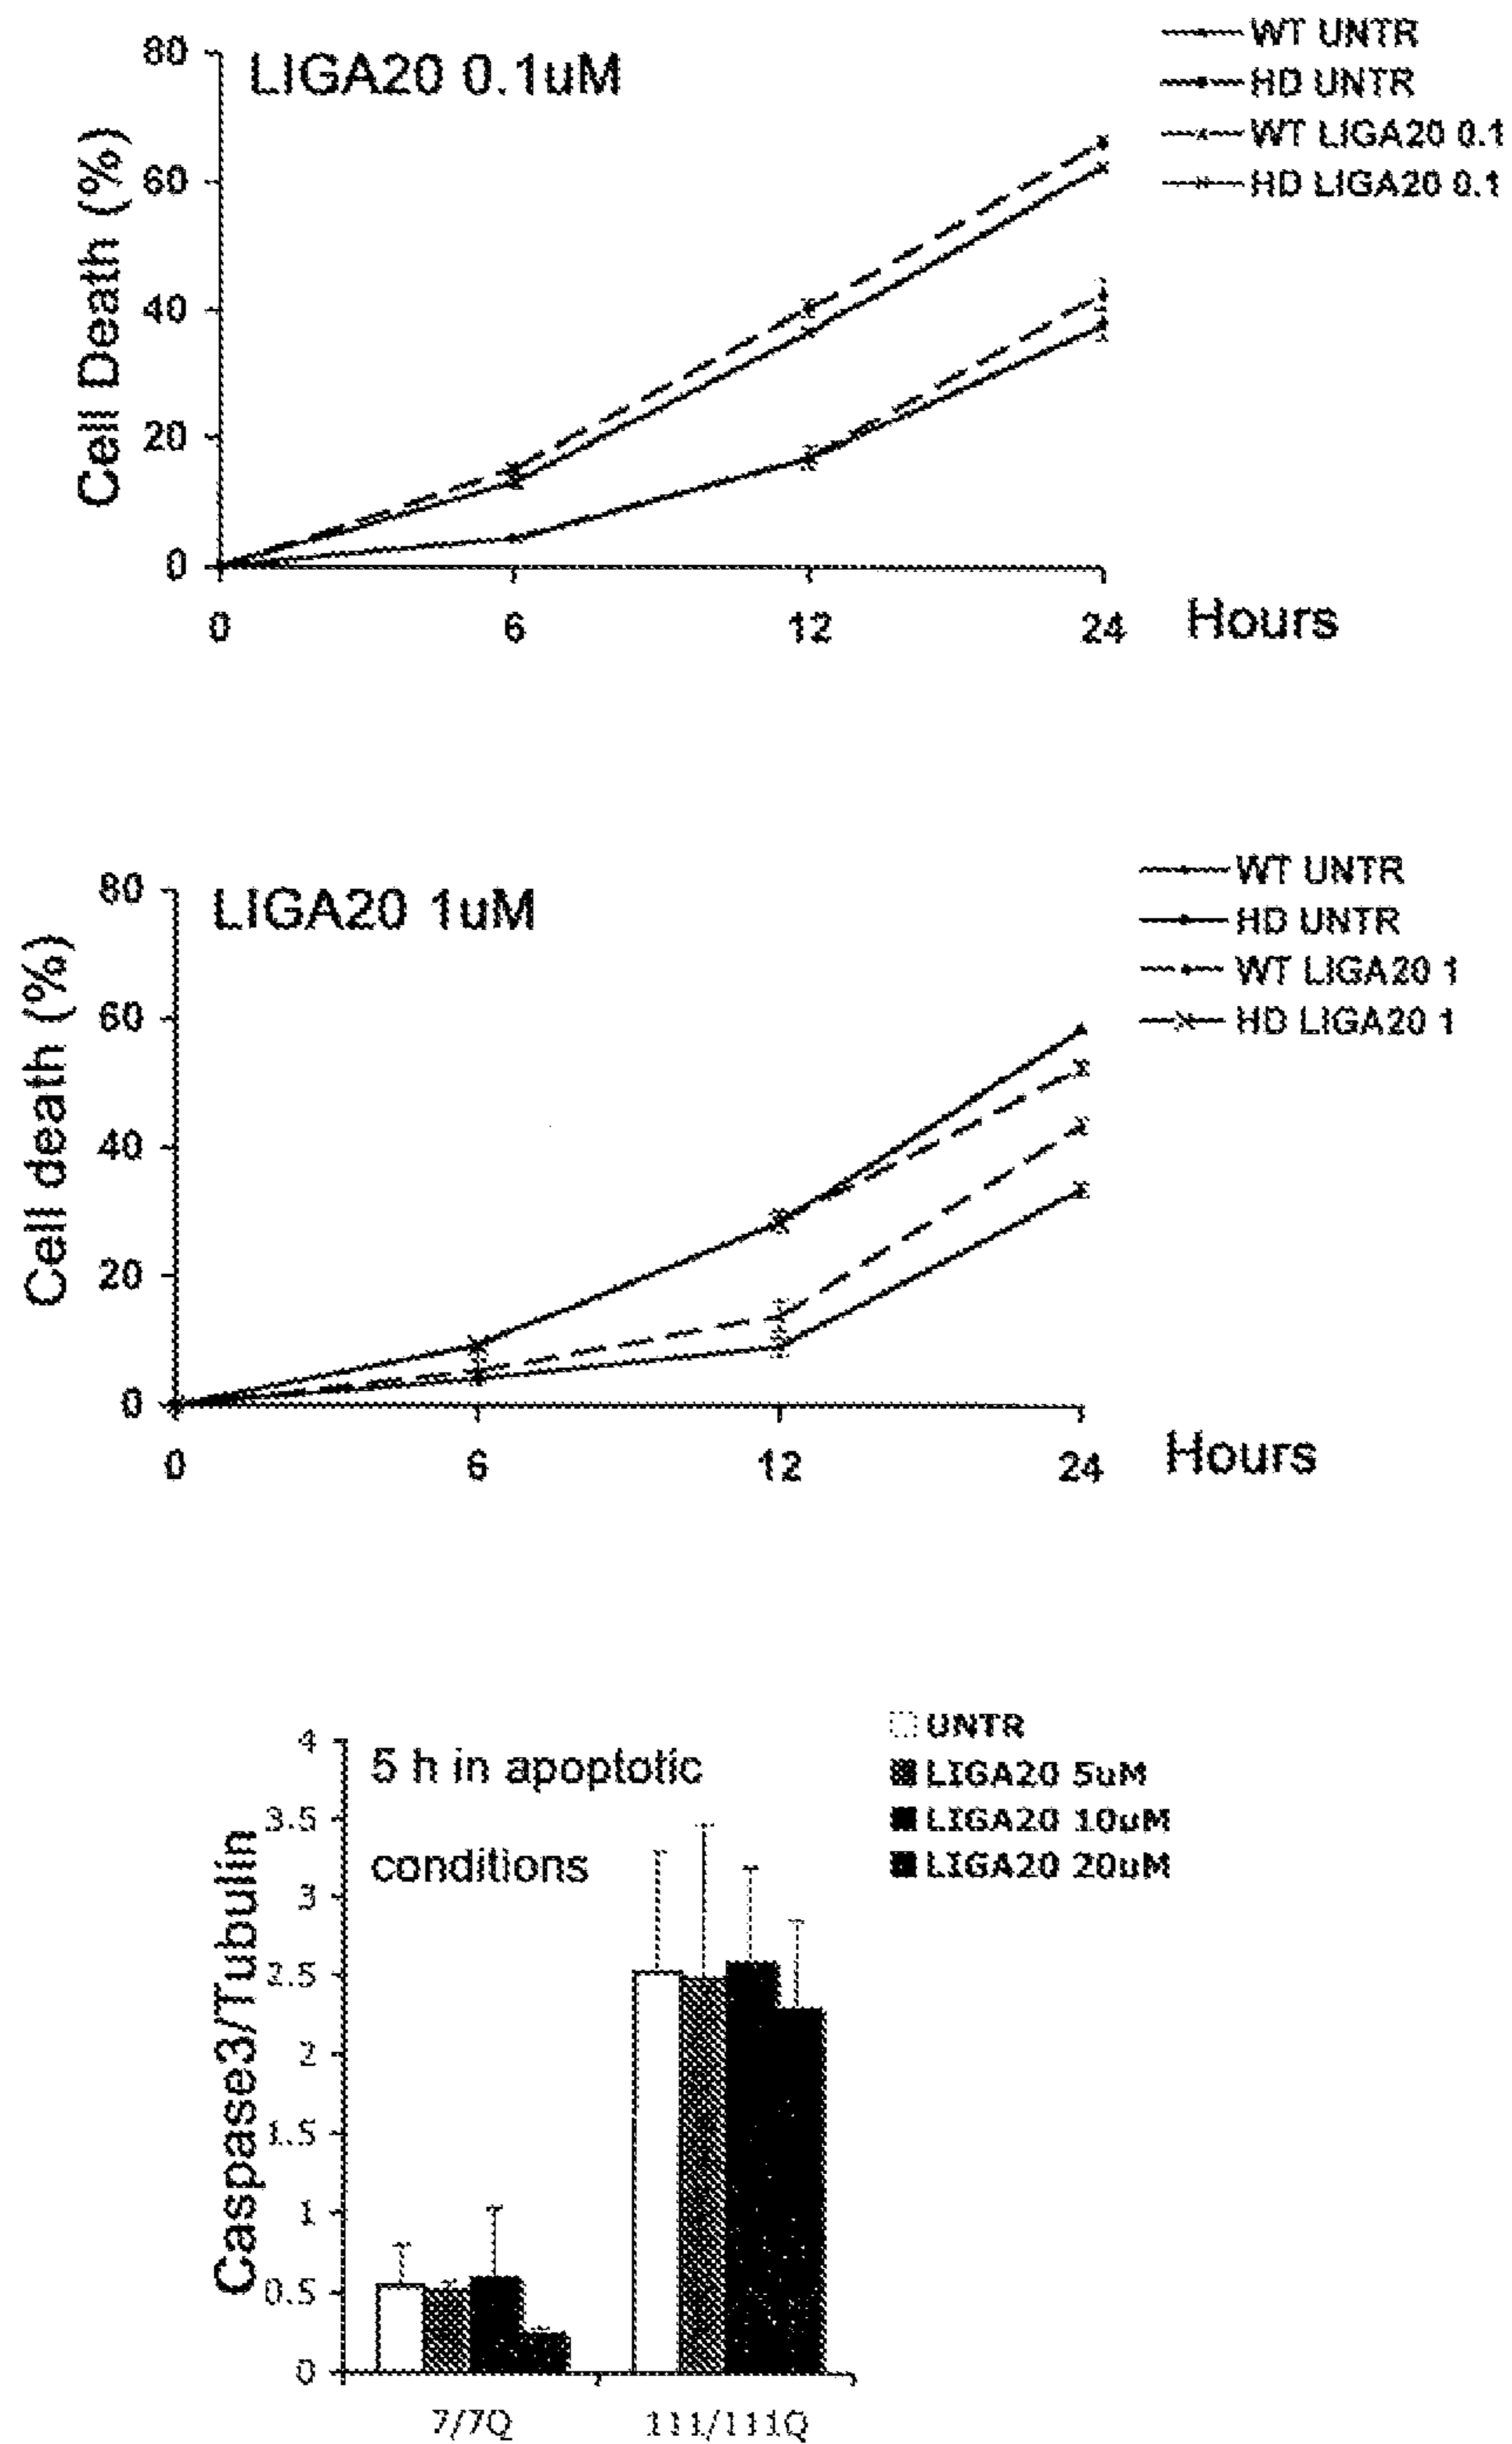 LIGA20 0.1uM
WT UNTR
HD UNTR
WT LIGA20 0.1
HD LIGA20 0.1
Cell Death (%)
80
60
40
20
0
0 6 12 24 Hours
LIGA20 1uM
WT UNTR
HD UNTR
WT LIGA20 1
HD LIGA20 1
Cell death (%)
80
60
40
20
0
0 6 12 24 Hours
5 h in apoptotic
conditions
UNTR
LIGA20 5uM
LIGA20 10uM
LIGA20 20uM
Caspase3/Tubulin
4
3.5
3
2.5
2
1.5
1
0.5
0
7/7Q 111/111Q